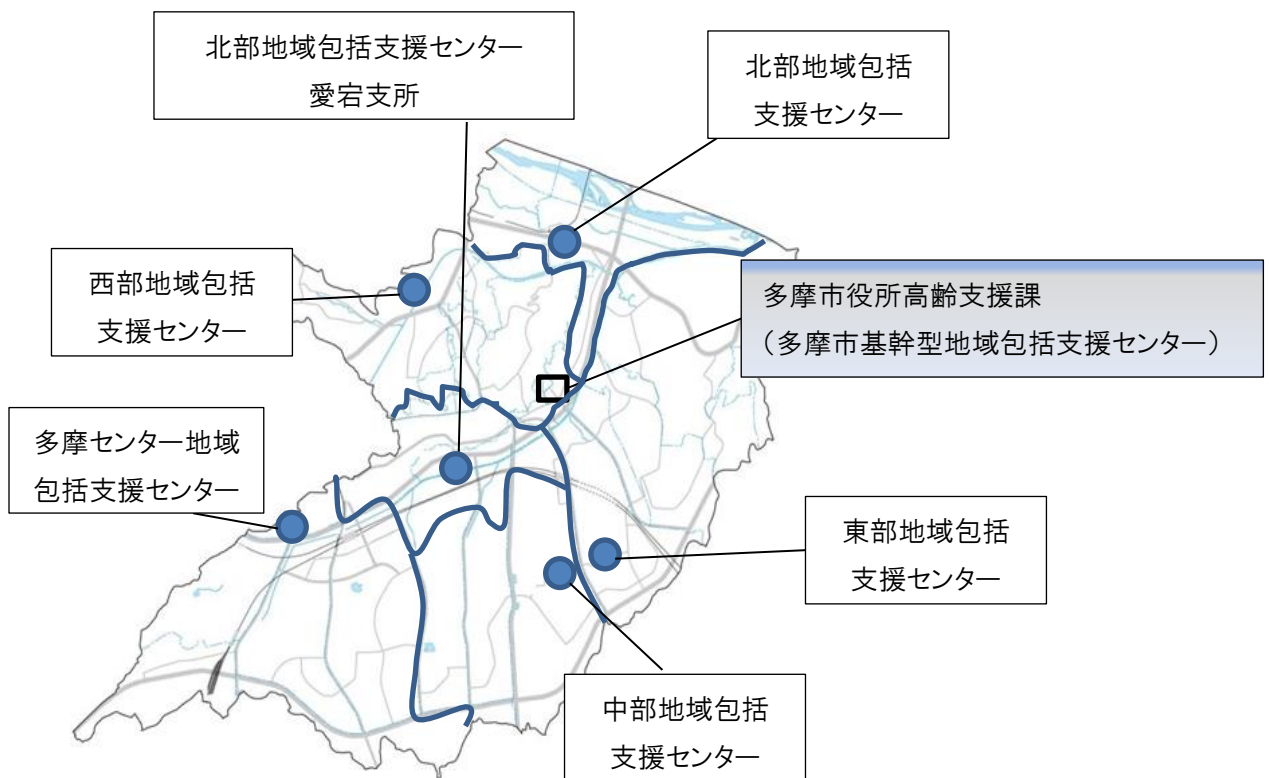 北部地域包括支援センター
愛宕支所
北部地域包括
支援センター
西部地域包括
支援センター
多摩市役所高齢支援課
（多摩市基幹型地域包括支援センター）
多摩センター地域
包括支援センター
東部地域包括
支援センター
中部地域包括
支援センター